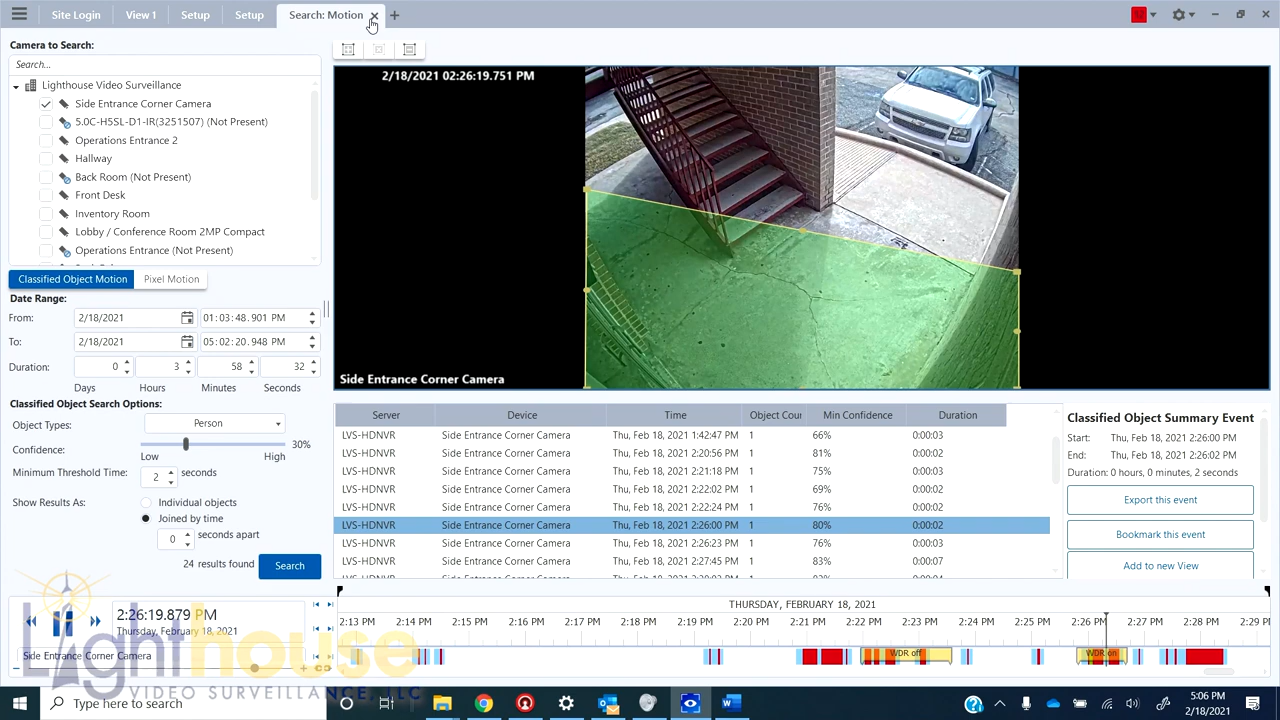 Site Login
View 1
Setup
Setup
Search: Motion
Camera to Search:
Search...
Lighthouse Video Surveillance
Side Entrance Corner Camera
5.0C-H5SL-D1-IR(3251507) (Not Present)
Operations Entrance 2
Hallway
Back Room (Not Present)
Front Desk
Inventory Room
Lobby / Conference Room 2MP Compact
Operations Entrance (Not Present)
Classified Object Motion Pixel Motion
Date Range:
From: 2/18/2021 01:03:48.901 PM
To: 2/18/2021 05:02:20.948 PM
Duration: 0 3 58 32
Days Hours Minutes Seconds
Classified Object Search Options:
Object Types: Person
Confidence: 30%
Low High
Minimum Threshold Time: 2 seconds
Show Results As: Individual objects
Joined by time
0 seconds apart
24 results found Search
2/18/2021 02:26:19.751 PM
Side Entrance Corner Camera
Server Device Time Object Cour Min Confidence Duration
LVS-HDNVR Side Entrance Corner Camera Thu, Feb 18, 2021 1:42:47 PM 1 66% 0:00:03
LVS-HDNVR Side Entrance Corner Camera Thu, Feb 18, 2021 2:20:56 PM 1 81% 0:00:02
LVS-HDNVR Side Entrance Corner Camera Thu, Feb 18, 2021 2:21:18 PM 1 75% 0:00:03
LVS-HDNVR Side Entrance Corner Camera Thu, Feb 18, 2021 2:22:02 PM 1 69% 0:00:02
LVS-HDNVR Side Entrance Corner Camera Thu, Feb 18, 2021 2:22:24 PM 1 76% 0:00:02
LVS-HDNVR Side Entrance Corner Camera Thu, Feb 18, 2021 2:26:00 PM 1 80% 0:00:02
LVS-HDNVR Side Entrance Corner Camera Thu, Feb 18, 2021 2:26:23 PM 1 76% 0:00:03
LVS-HDNVR Side Entrance Corner Camera Thu, Feb 18, 2021 2:27:45 PM 1 83% 0:00:07
Classified Object Summary Event
Start: Thu, Feb 18, 2021 2:26:00 PM
End: Thu, Feb 18, 2021 2:26:02 PM
Duration: 0 hours, 0 minutes, 2 seconds
Export this event
Bookmark this event
Add to new View
2:26:19.879 PM
Thursday, February 18, 2021
Side Entrance Corner Camera
Lighthouse
VIDEO SURVEILLANCE, LLC
THURSDAY, FEBRUARY 18, 2021
2:13 PM 2:14 PM 2:15 PM 2:16 PM 2:17 PM 2:18 PM 2:19 PM 2:20 PM 2:21 PM 2:22 PM 2:23 PM 2:24 PM 2:25 PM 2:26 PM 2:27 PM 2:28 PM 2:29
WDR off WDR on
Type here to search
5:06 PM
2/18/2021